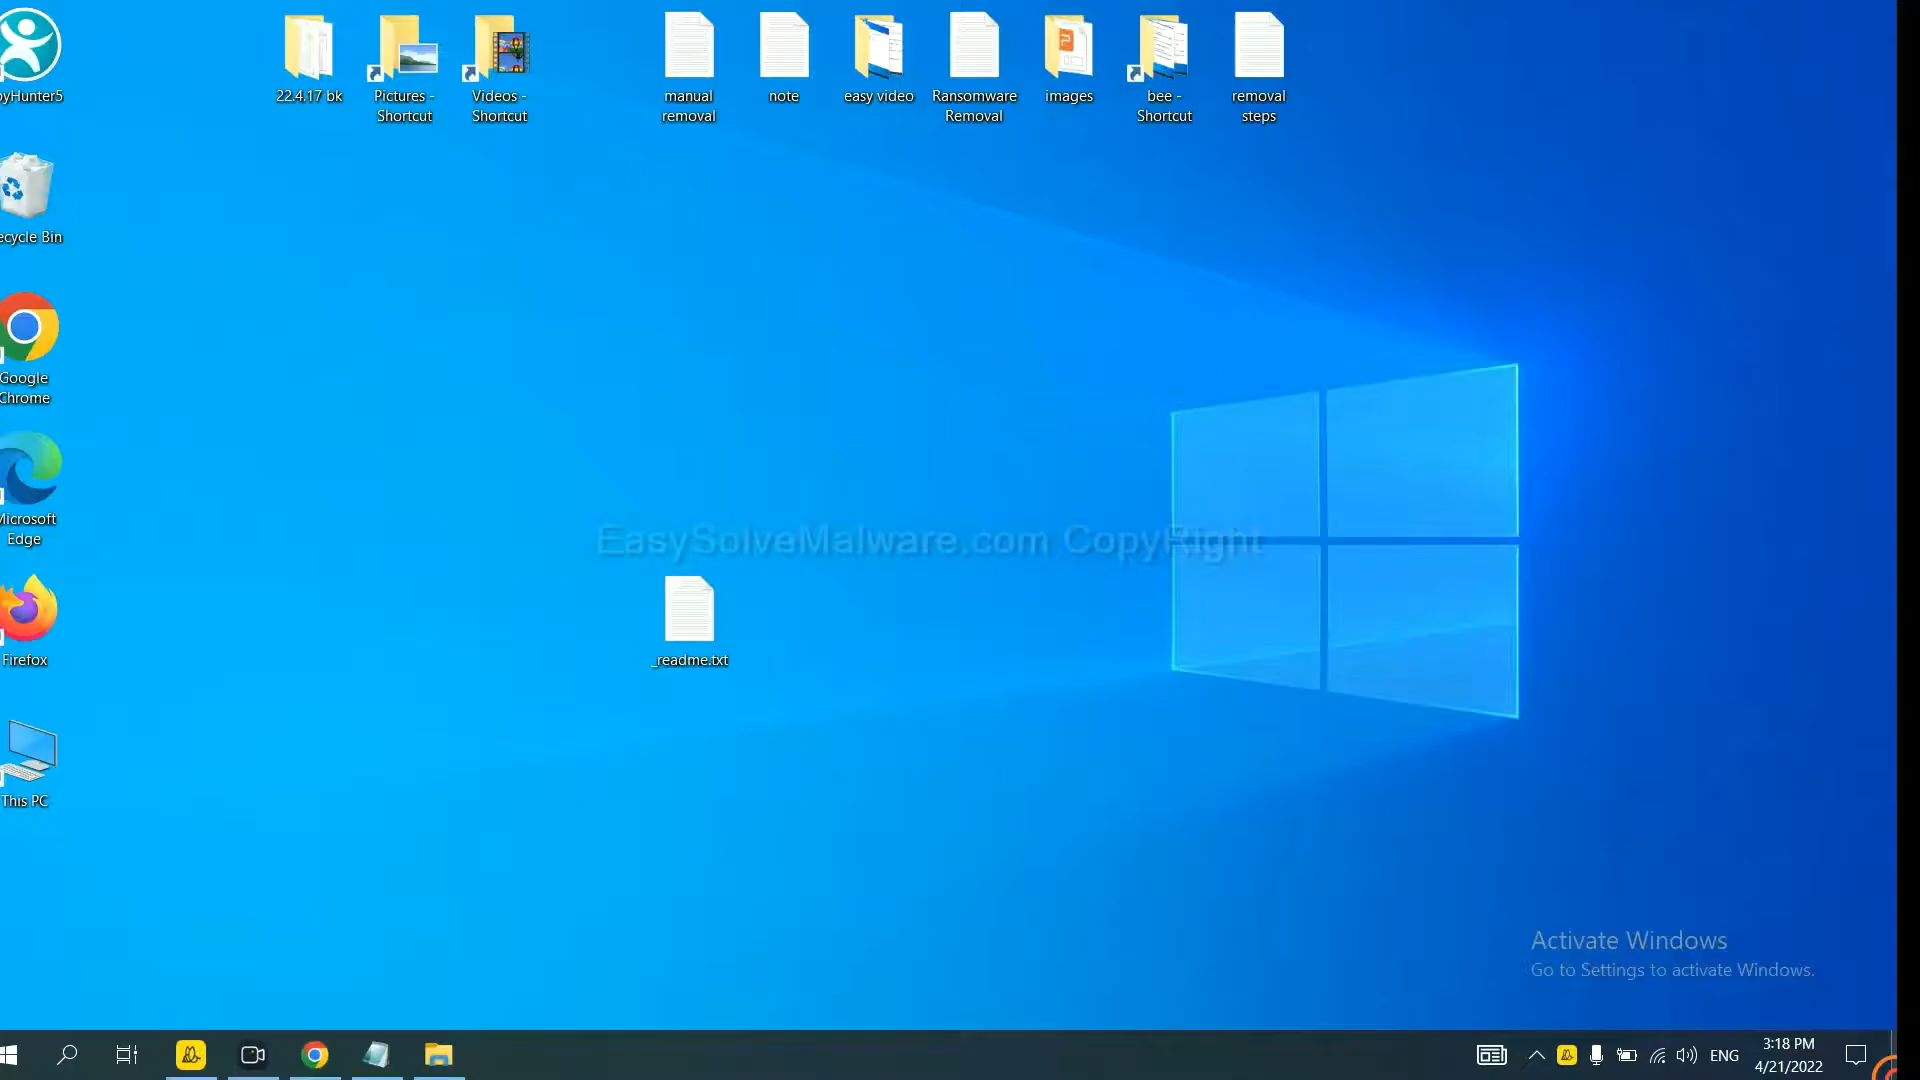 yHunter5
22.4.17 bk
Pictures -
Shortcut
Videos -
Shortcut
manual
removal
note
easy video
Ransomware
Removal
images
bee -
Shortcut
removal
steps
ecycle Bin
Google
Chrome
Microsoft
Edge
EasySolveMalware.com CopyRight
_readme.txt
Firefox
This PC
Activate Windows
Go to Settings to activate Windows.
ENG
3:18 PM
4/21/2022